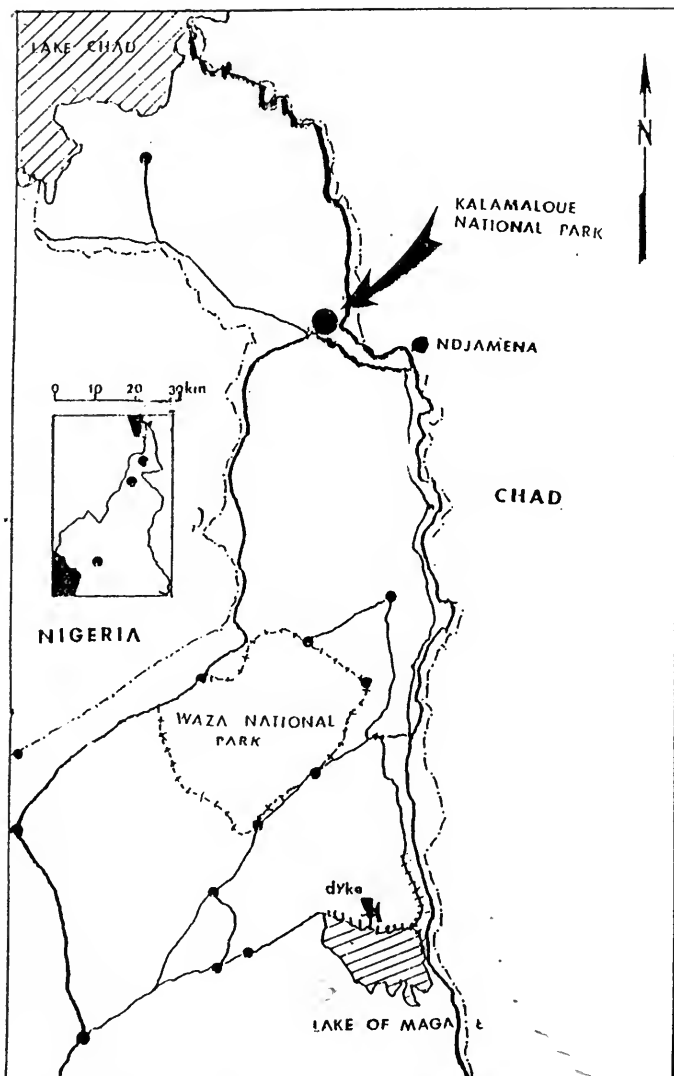 LAKE CHAD
N
KALAMALOUE
NATIONAL PARK
NDJAMENA
0 10 20 30km
CHAD
NIGERIA
WAZA NATIONAL
PARK
dyke
LAKE OF MAGA